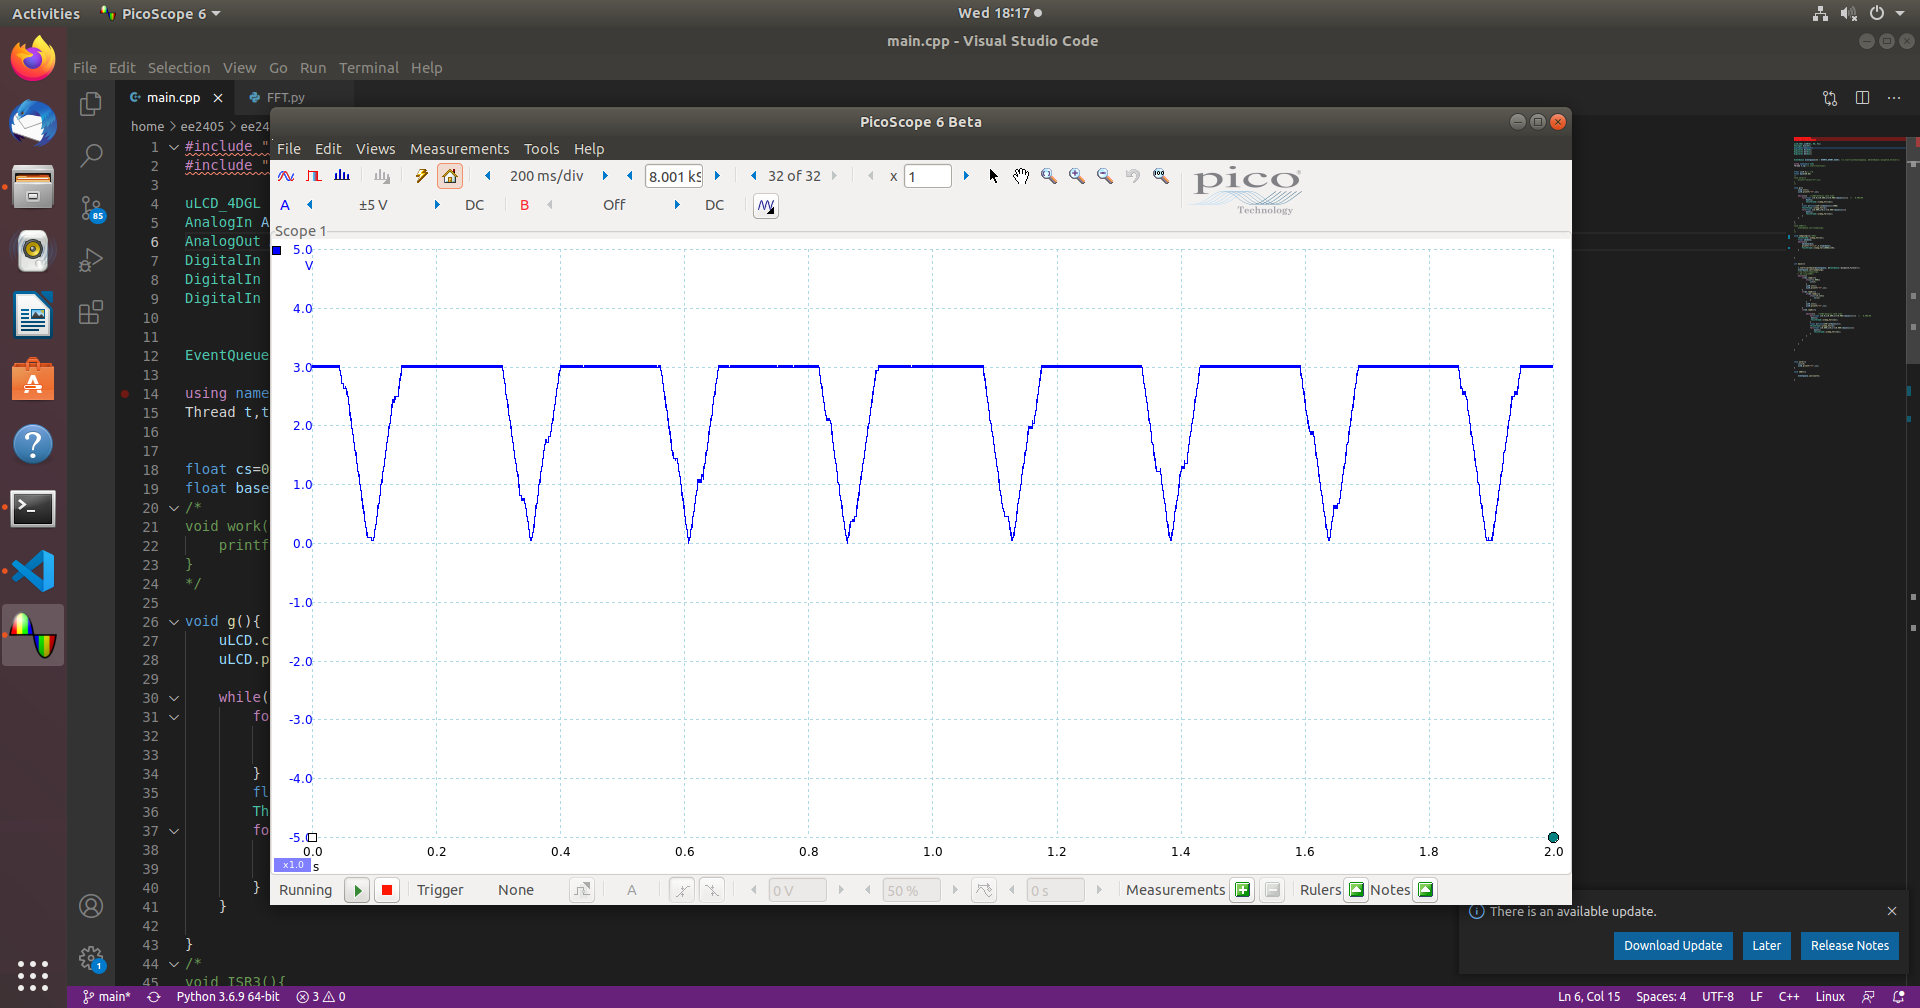 Activities PicoScope 6 Wed 18:17
main.cpp - Visual Studio Code
File Edit Selection View Go Run Terminal Help
main.cpp FFT.py
home > ee2405 > ee24
PicoScope 6 Beta
File Edit Views Measurements Tools Help
200 ms/div 8.001 kS 32 of 32 x 1
A ±5 V DC B Off DC
pico
Technology
Scope 1
5.0
V
4.0
3.0
2.0
1.0
0.0
-1.0
-2.0
-3.0
-4.0
-5.0
0.0 0.2 0.4 0.6 0.8 1.0 1.2 1.4 1.6 1.8 2.0
x1.0 s
Running Trigger None A 0 V 50 % 0 s Measurements Rulers Notes
1 #include "
2 #include "
3
4 uLCD_4DGL
5 AnalogIn A
6 AnalogOut
7 DigitalIn
8 DigitalIn
9 DigitalIn
10
11
12 EventQueue
13
14 using name
15 Thread t,t
16
17
18 float cs=0
19 float base
20 /*
21 void work(
22 printf
23 }
24 */
25
26 void g(){
27 uLCD.c
28 uLCD.p
29
30 while(
31 fo
32
33
34 }
35 fl
36 Th
37 fo
38
39
40 }
41 }
42
43 }
44 /*
45 void ISR3(){
85
1
There is an available update.
Download Update Later Release Notes
main* Python 3.6.9 64-bit 3 0 Ln 6, Col 15 Spaces: 4 UTF-8 LF C++ Linux